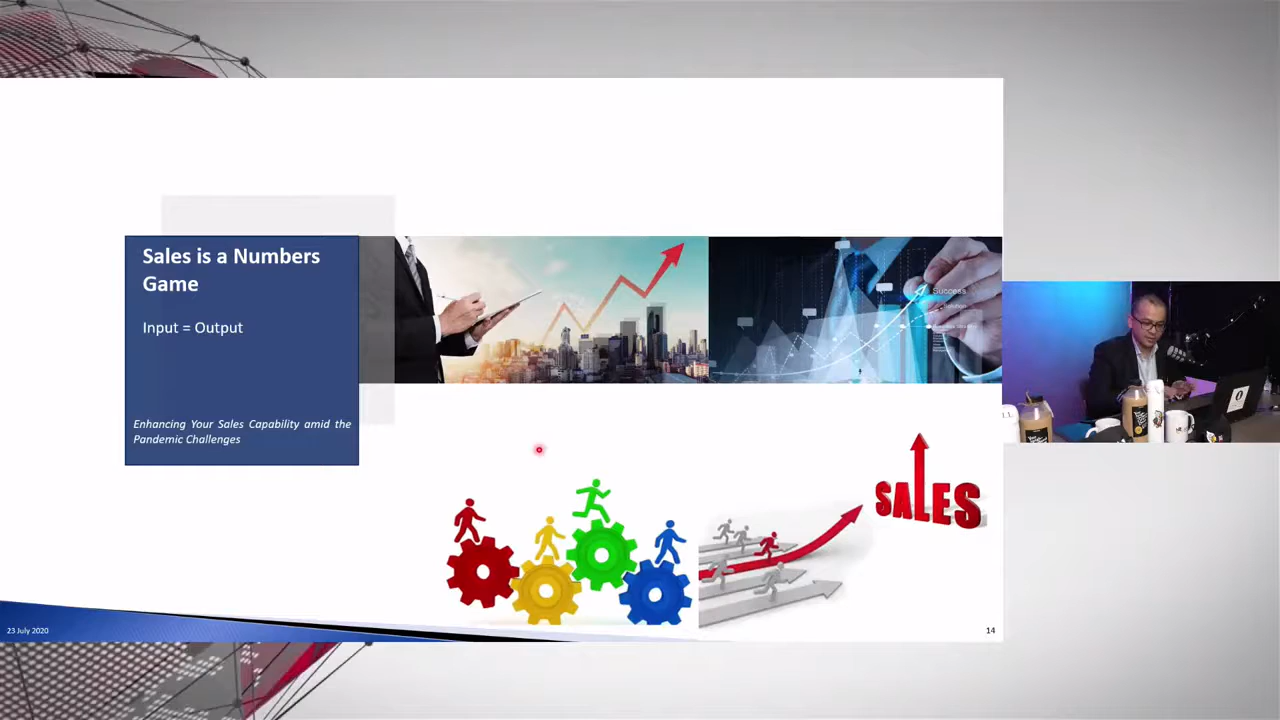 Sales is a Numbers
Game
Input = Output
Enhancing Your Sales Capability amid the
Pandemic Challenges
Success
SALES
23 July 2020
14